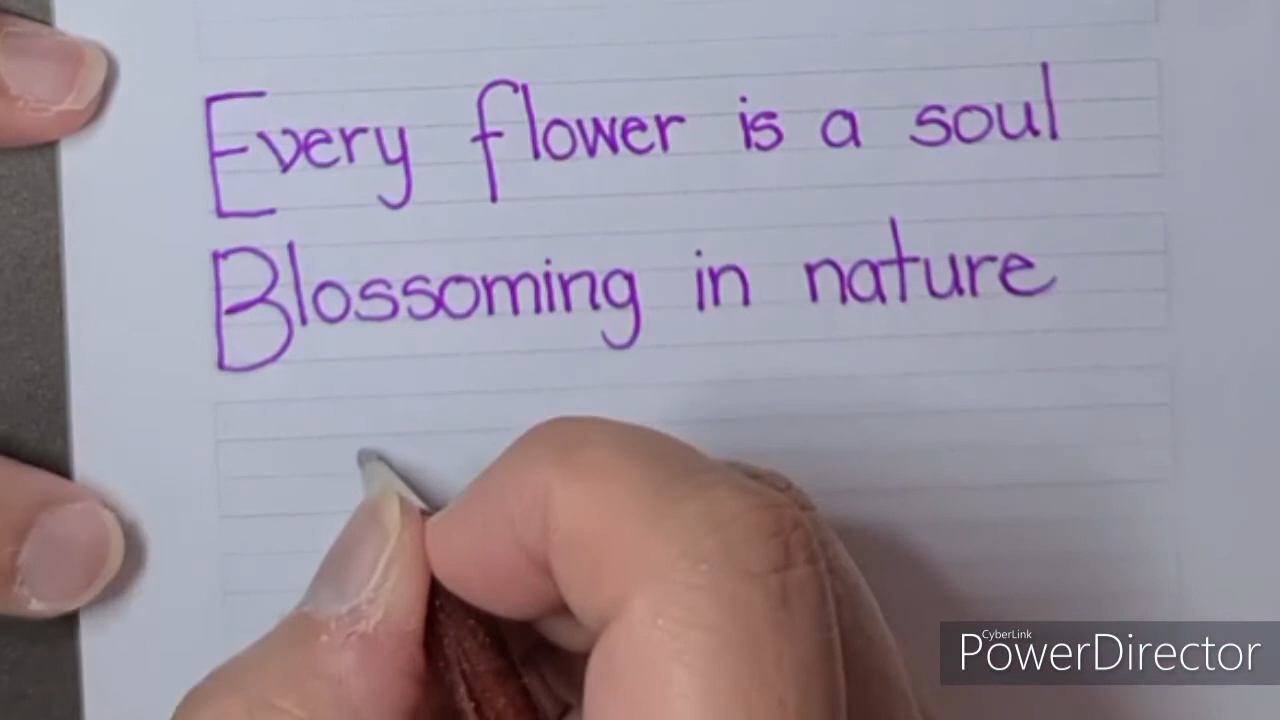 Every flower is a soul
Blossoming in nature
CyberLink
PowerDirector